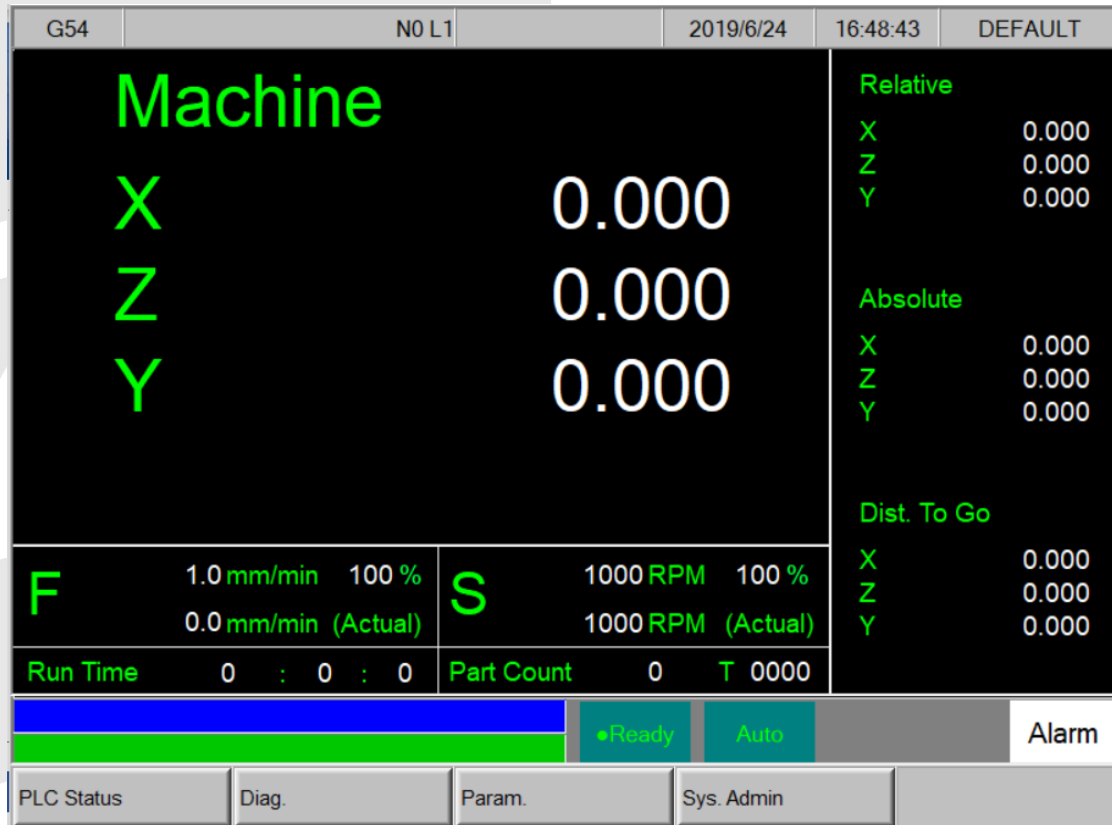 G54 N0 L1 2019/6/24 16:48:43 DEFAULT
Machine
X 0.000
Z 0.000
Y 0.000
Relative
X 0.000
Z 0.000
Y 0.000
Absolute
X 0.000
Z 0.000
Y 0.000
Dist. To Go
X 0.000
Z 0.000
Y 0.000
F 1.0 mm/min 100 %
0.0 mm/min (Actual)
S 1000 RPM 100 %
1000 RPM (Actual)
Run Time 0 : 0 : 0
Part Count 0 T 0000
●Ready Auto Alarm
PLC Status Diag. Param. Sys. Admin